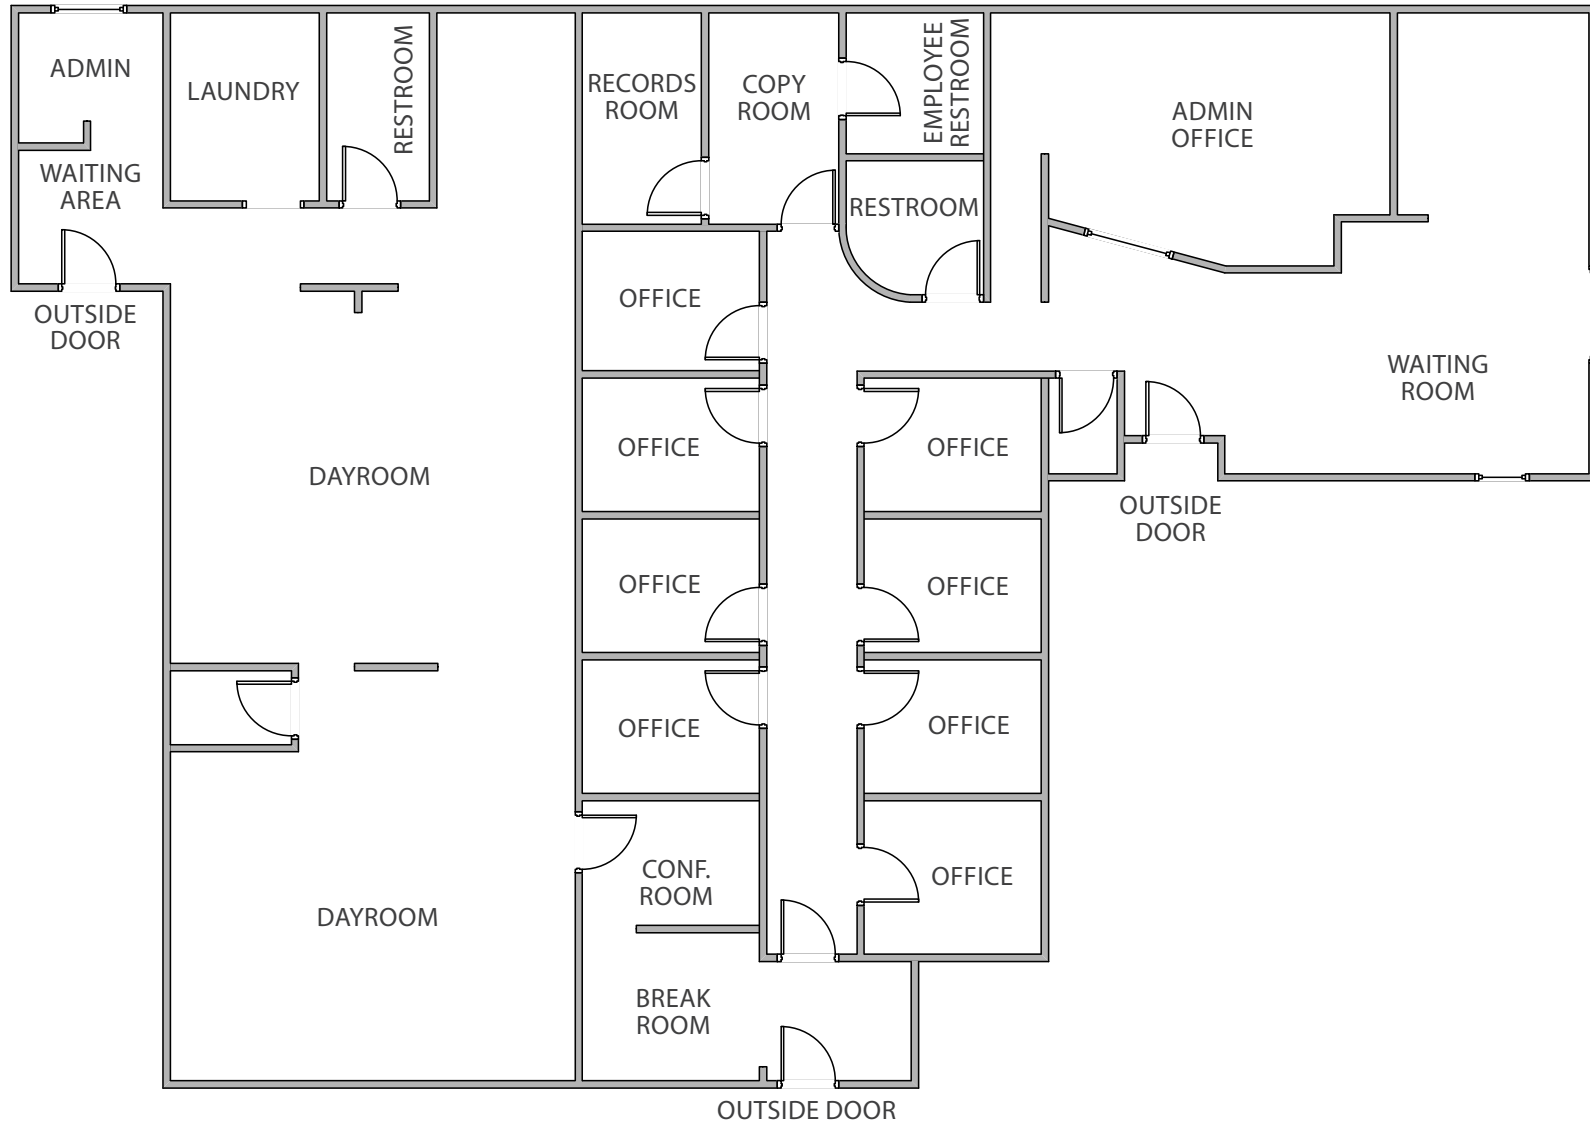 ADMIN
LAUNDRY
RESTROOM
RECORDS
ROOM
COPY
ROOM
EMPLOYEE
RESTROOM
ADMIN
OFFICE
WAITING
AREA
RESTROOM
OUTSIDE
DOOR
OFFICE
WAITING
ROOM
DAYROOM
OFFICE
OFFICE
OUTSIDE
DOOR
OFFICE
OFFICE
OFFICE
OFFICE
CONF.
ROOM
OFFICE
DAYROOM
BREAK
ROOM
OUTSIDE DOOR